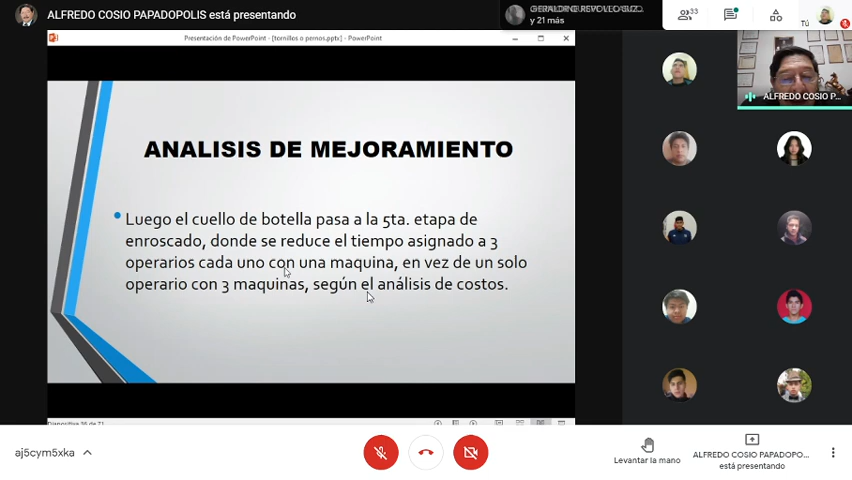 ALFREDO COSIO PAPADOPOLIS está presentando
y 21 más
33
Tú
Presentación de PowerPoint - [tornillos o pernos.pptx] - PowerPoint
ALFREDO COSIO P...
ANALISIS DE MEJORAMIENTO
Luego el cuello de botella pasa a la 5ta. etapa de
enroscado, donde se reduce el tiempo asignado a 3
operarios cada uno con una maquina, en vez de un solo
operario con 3 maquinas, según el análisis de costos.
aj5cym5xka
Levantar la mano
ALFREDO COSIO PAPADOPO...
está presentando